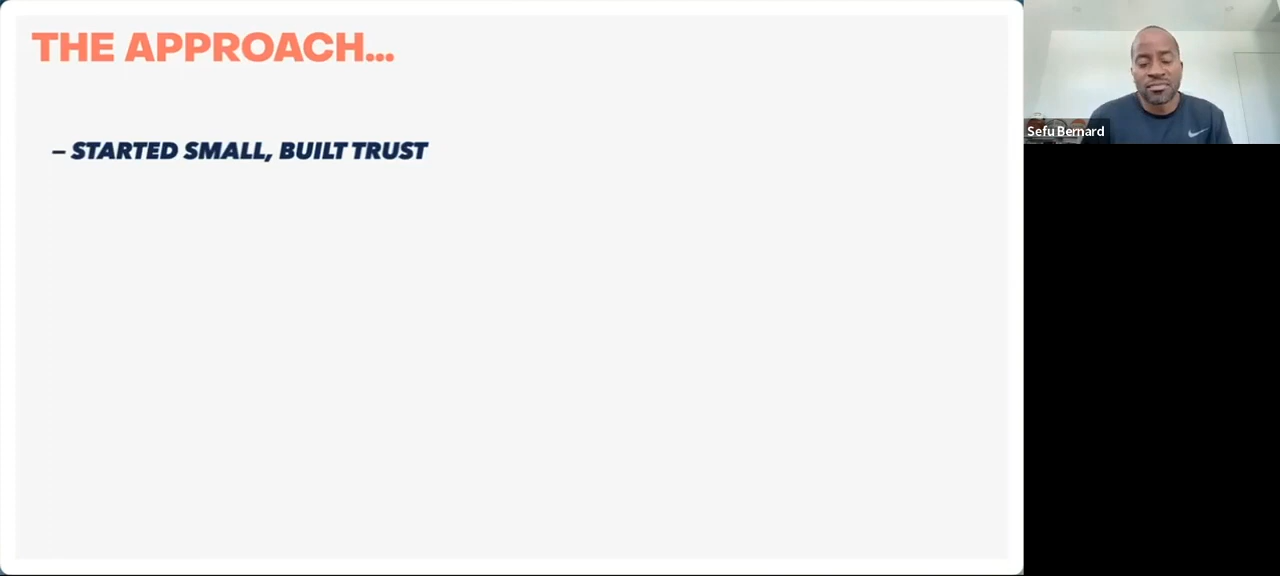 THE APPROACH...
– STARTED SMALL, BUILT TRUST
Sefu Bernard